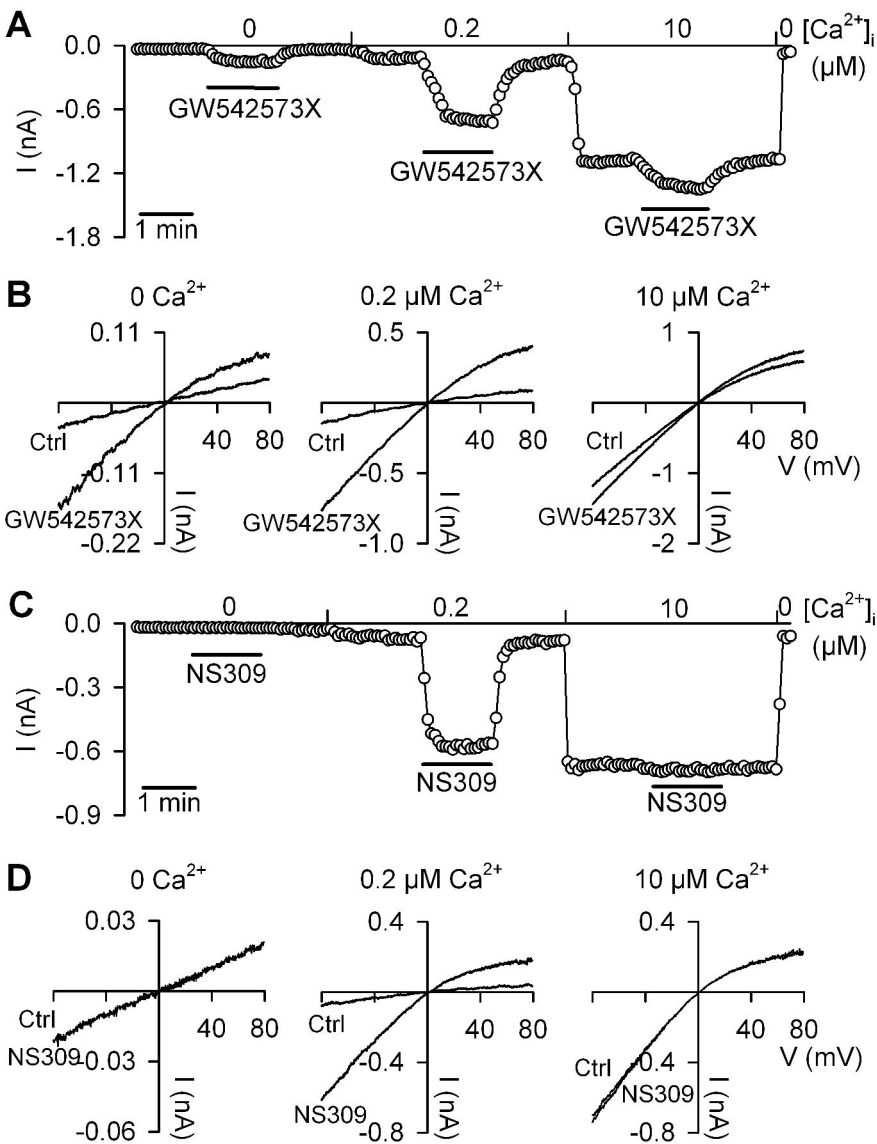 A
0 0.2 10 0 [Ca²⁺]ᵢ
(µM)
0.0
-0.6
-1.2
-1.8
I (nA)
GW542573X
GW542573X
GW542573X
1 min
B
0 Ca²⁺
0.11
-0.11
-0.22
40 80
I (nA)
Ctrl
GW542573X
0.2 µM Ca²⁺
0.5
-0.5
-1.0
40 80
I (nA)
Ctrl
GW542573X
10 µM Ca²⁺
1
-1
-2
40 80
V (mV)
I (nA)
Ctrl
GW542573X
C
0 0.2 10 0 [Ca²⁺]ᵢ
(µM)
0.0
-0.3
-0.6
-0.9
I (nA)
NS309
NS309
NS309
1 min
D
0 Ca²⁺
0.03
-0.03
-0.06
40 80
I (nA)
Ctrl
NS309
0.2 µM Ca²⁺
0.4
-0.4
-0.8
40 80
I (nA)
Ctrl
NS309
10 µM Ca²⁺
0.4
-0.4
-0.8
40 80
V (mV)
I (nA)
Ctrl
NS309